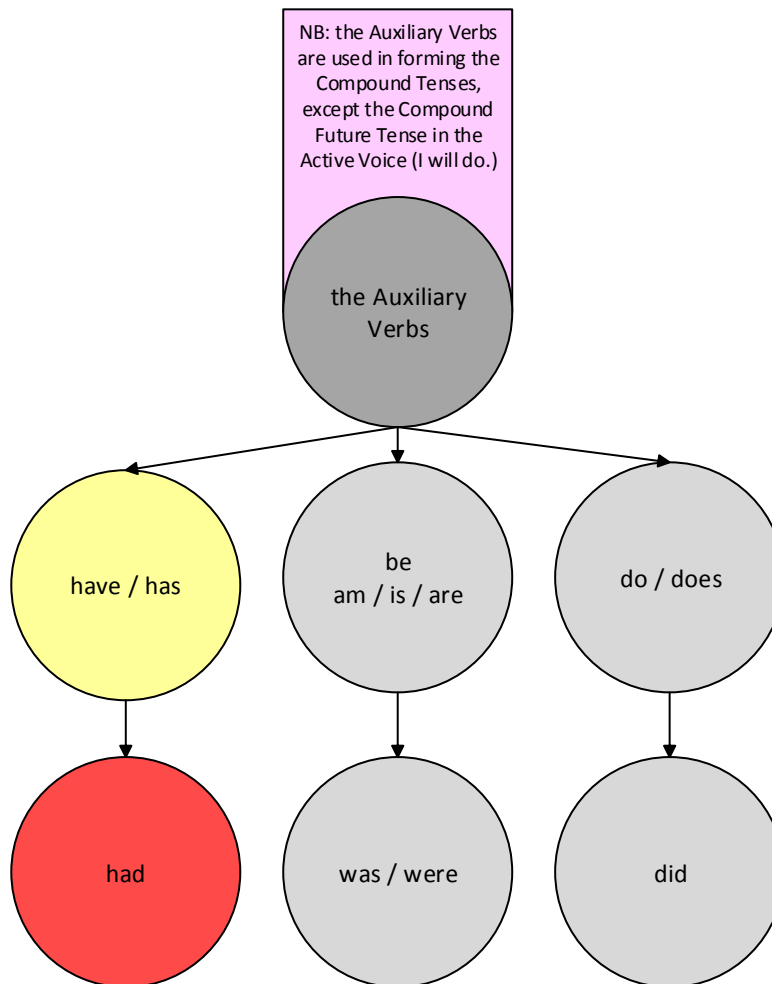 NB: the Auxiliary Verbs
are used in forming the
Compound Tenses,
except the Compound
Future Tense in the
Active Voice (I will do.)
the Auxiliary
Verbs
have / has
be
am / is / are
do / does
had
was / were
did